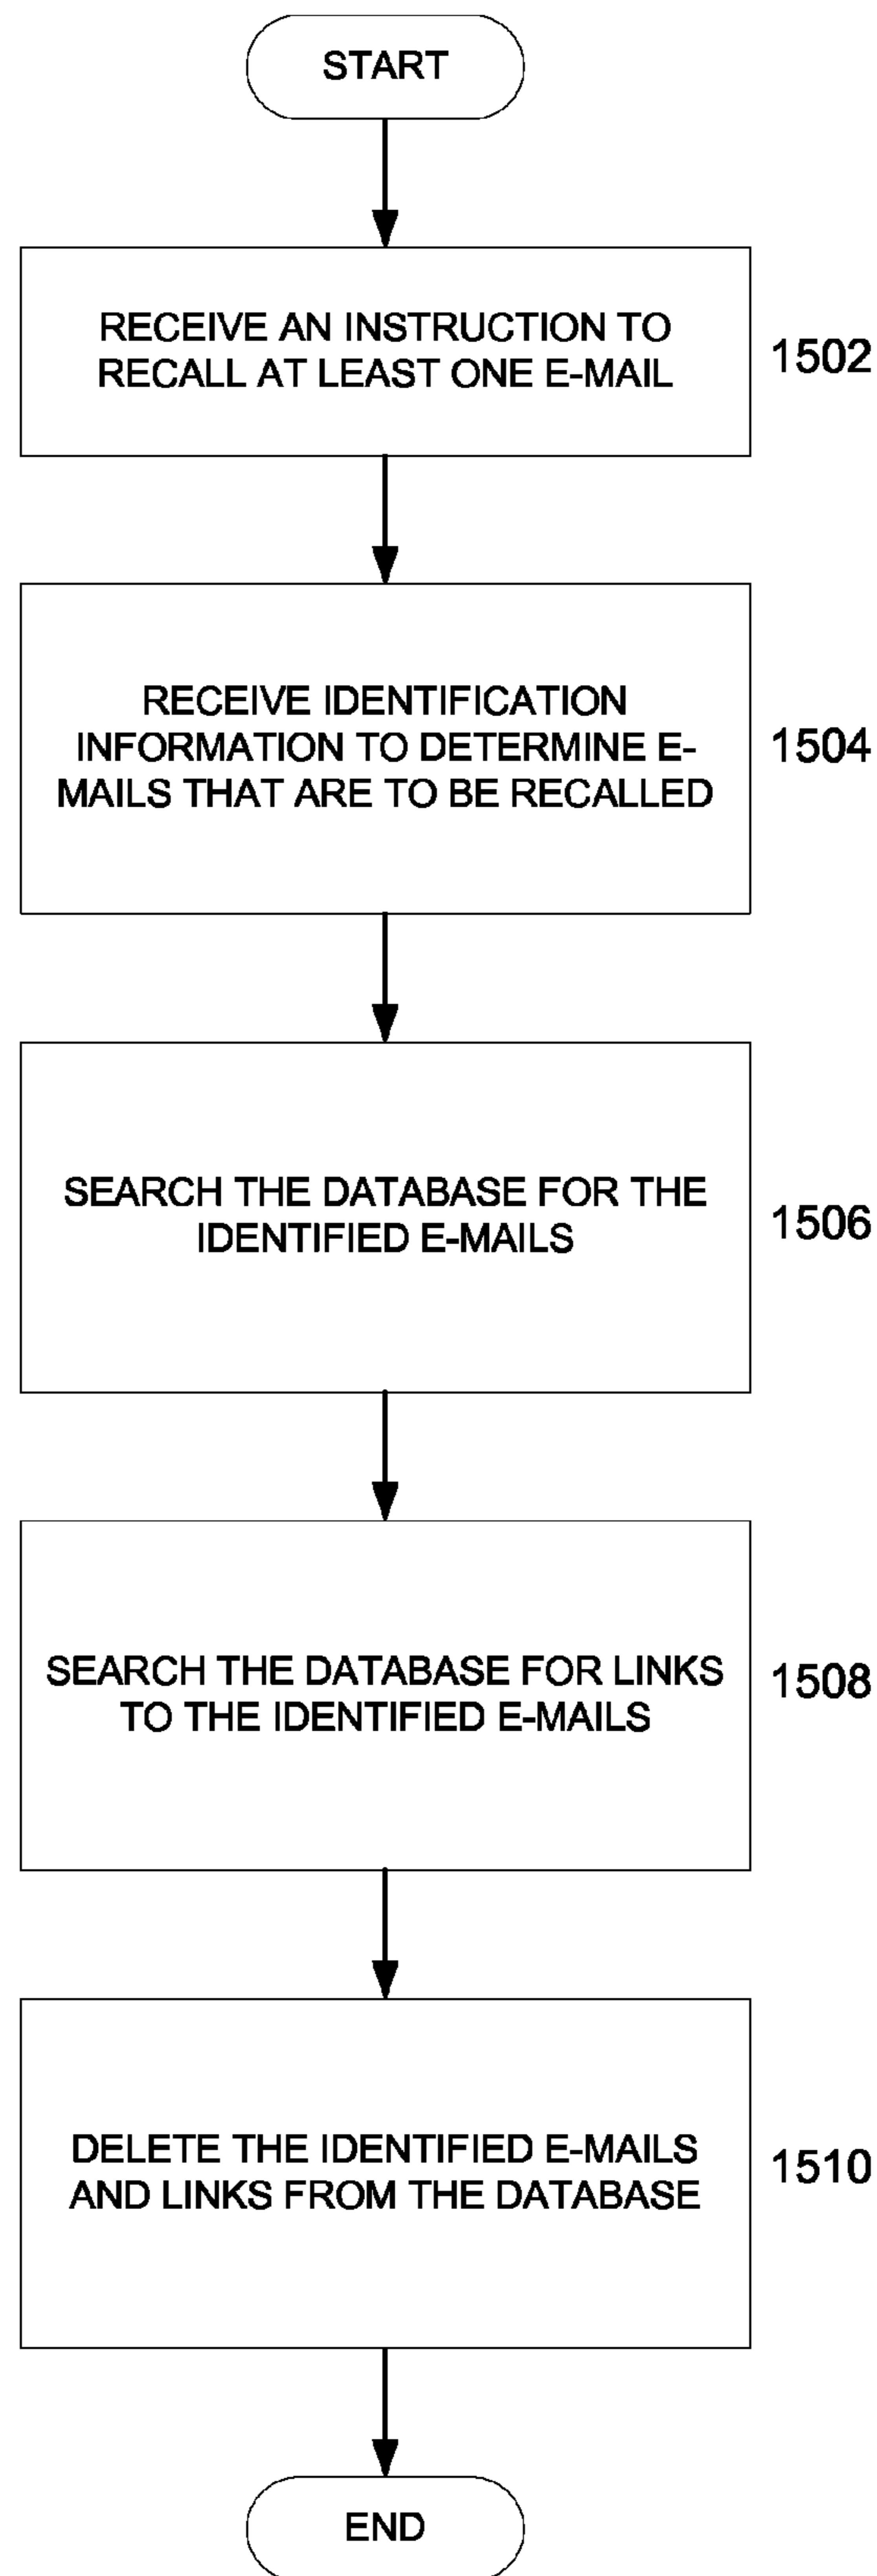 START
RECEIVE AN INSTRUCTION TO
RECALL AT LEAST ONE E-MAIL
1502
RECEIVE IDENTIFICATION
INFORMATION TO DETERMINE E-
MAILS THAT ARE TO BE RECALLED
1504
SEARCH THE DATABASE FOR THE
IDENTIFIED E-MAILS
1506
SEARCH THE DATABASE FOR LINKS
TO THE IDENTIFIED E-MAILS
1508
DELETE THE IDENTIFIED E-MAILS
AND LINKS FROM THE DATABASE
1510
END